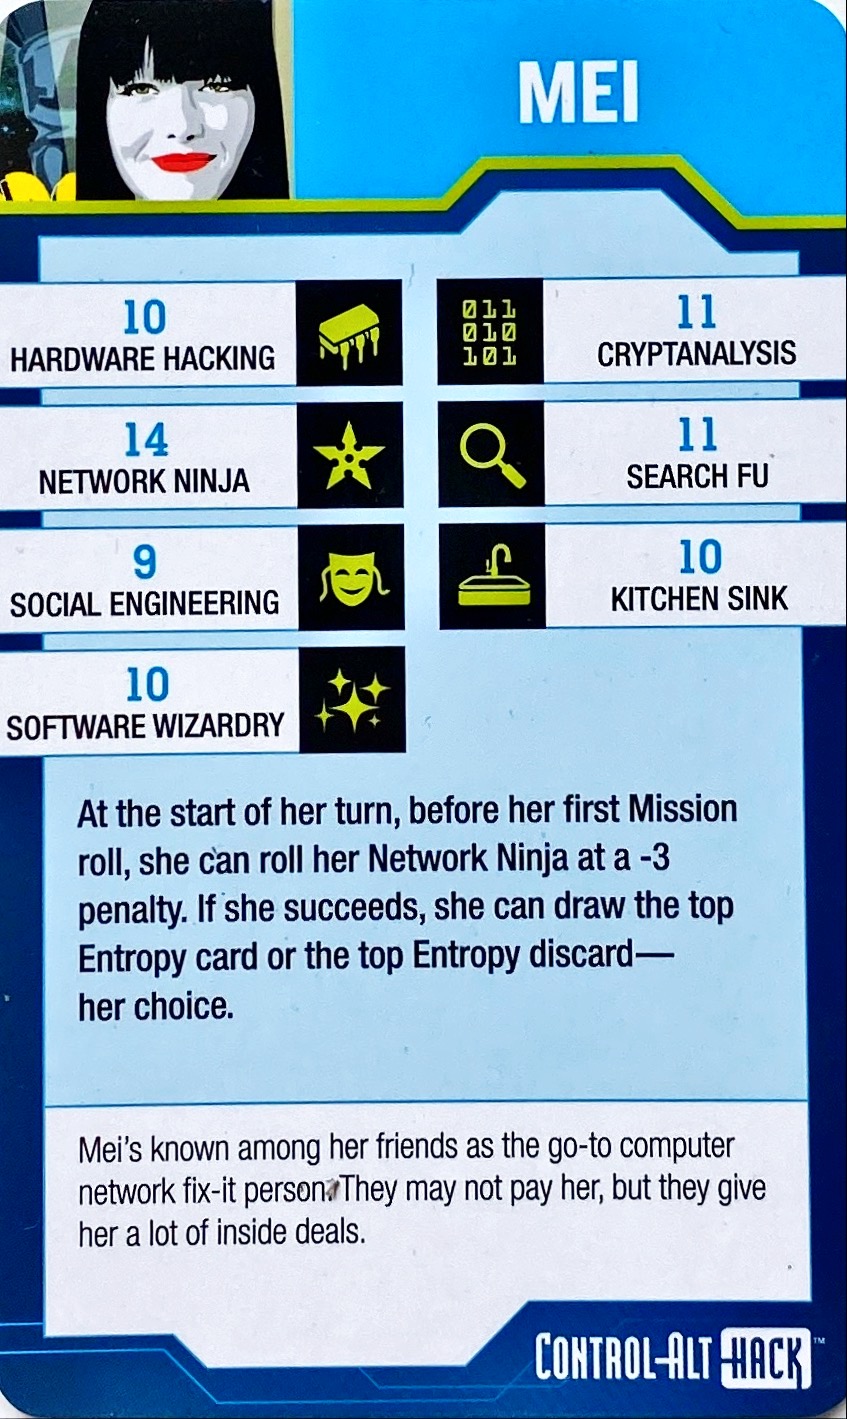 MEI
10
HARDWARE HACKING
011
010
101
11
CRYPTANALYSIS
14
NETWORK NINJA
11
SEARCH FU
9
SOCIAL ENGINEERING
10
KITCHEN SINK
10
SOFTWARE WIZARDRY
At the start of her turn, before her first Mission
roll, she can roll her Network Ninja at a -3
penalty. If she succeeds, she can draw the top
Entropy card or the top Entropy discard—
her choice.
Mei’s known among her friends as the go-to computer
network fix-it person. They may not pay her, but they give
her a lot of inside deals.
CONTROL-ALT-HACK™